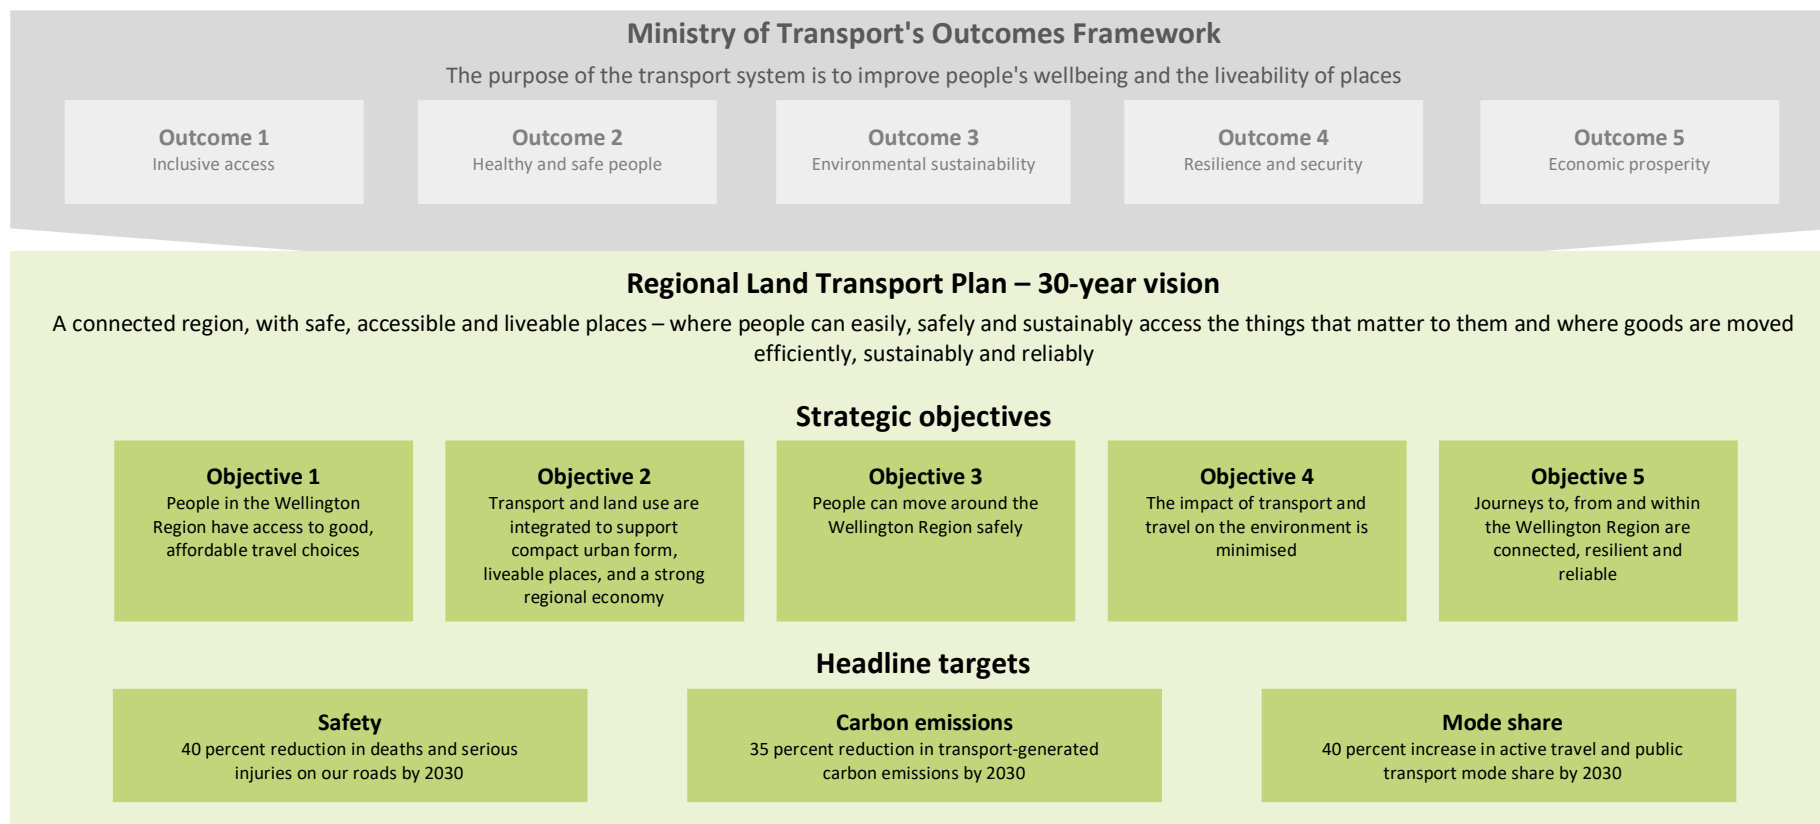 Ministry of Transport's Outcomes Framework
The purpose of the transport system is to improve people's wellbeing and the liveability of places
Outcome 1
Inclusive access
Outcome 2
Healthy and safe people
Outcome 3
Environmental sustainability
Outcome 4
Resilience and security
Outcome 5
Economic prosperity
Regional Land Transport Plan – 30-year vision
A connected region, with safe, accessible and liveable places – where people can easily, safely and sustainably access the things that matter to them and where goods are moved
efficiently, sustainably and reliably
Strategic objectives
Objective 1
People in the Wellington
Region have access to good,
affordable travel choices
Objective 2
Transport and land use are
integrated to support
compact urban form,
liveable places, and a strong
regional economy
Objective 3
People can move around the
Wellington Region safely
Objective 4
The impact of transport and
travel on the environment is
minimised
Objective 5
Journeys to, from and within
the Wellington Region are
connected, resilient and
reliable
Headline targets
Safety
40 percent reduction in deaths and serious
injuries on our roads by 2030
Carbon emissions
35 percent reduction in transport-generated
carbon emissions by 2030
Mode share
40 percent increase in active travel and public
transport mode share by 2030